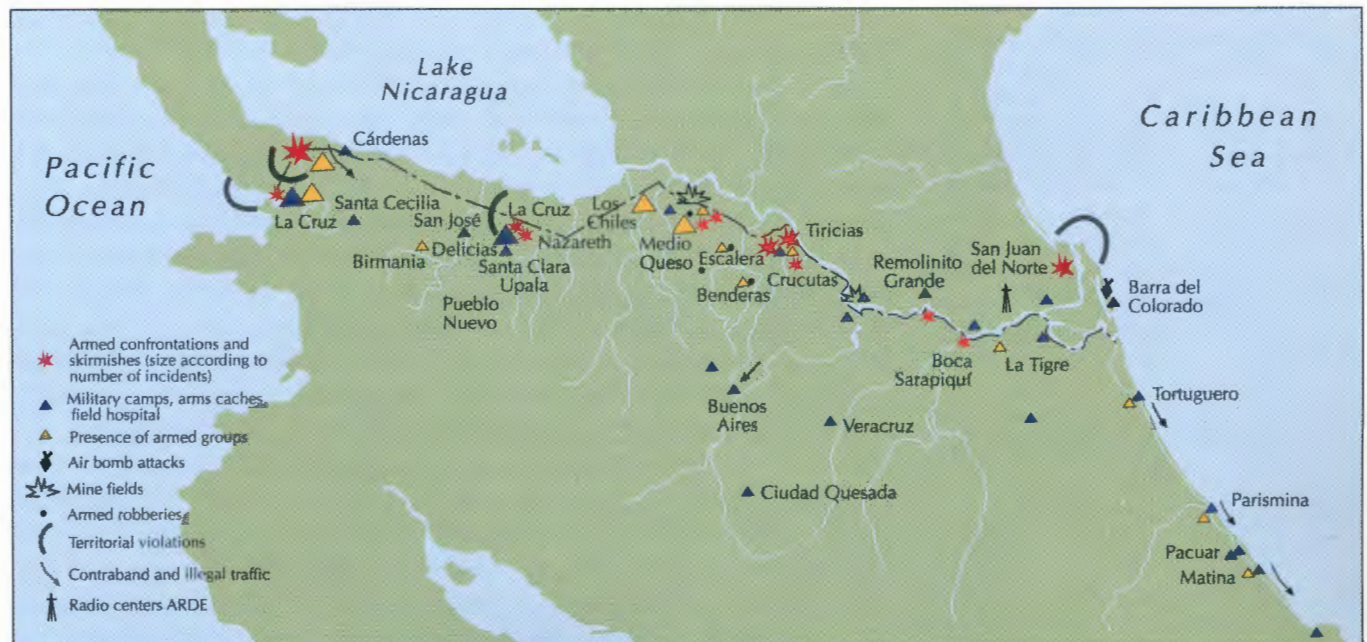 Lake
Nicaragua
Caribbean
Sea
Pacific
Ocean
Cárdenas
Santa Cecilia
La Cruz
San José
La Cruz
Birmania
Delicias
Nazareth
Santa Clara
Upala
Pueblo
Nuevo
Los
Chiles
Medio
Queso
Escalera
Benderas
Tiricias
Crucutas
Remolinito
Grande
San Juan
del Norte
Barra del
Colorado
Boca
Sarapiquí
La Tigre
Tortuguero
Buenos
Aires
Veracruz
Ciudad Quesada
Parismina
Pacuar
Matina
Armed confrontations and
skirmishes (size according to
number of incidents)
Military camps, arms caches,
field hospital
Presence of armed groups
Air bomb attacks
Mine fields
Armed robberies
Territorial violations
Contraband and illegal traffic
Radio centers ARDE